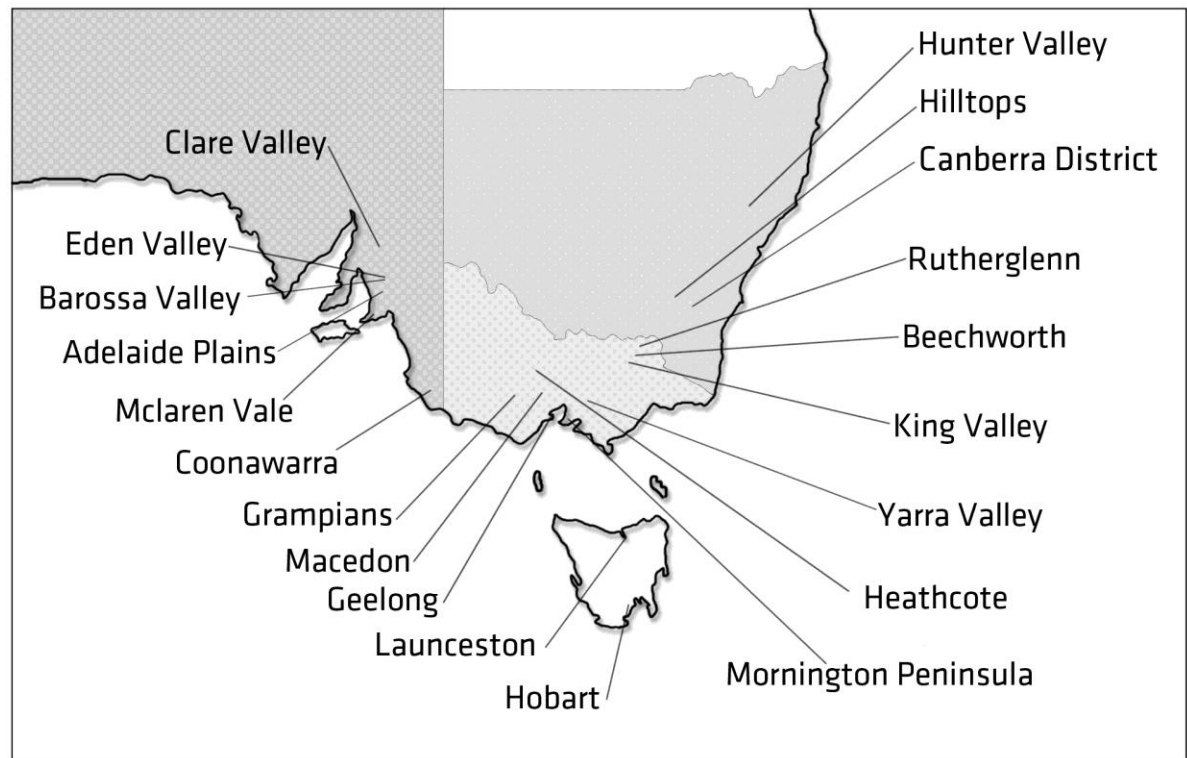 Hunter Valley
Hilltops
Clare Valley
Canberra District
Eden Valley
Rutherglenn
Barossa Valley
Beechworth
Adelaide Plains
Mclaren Vale
King Valley
Coonawarra
Grampians
Yarra Valley
Macedon
Geelong
Heathcote
Launceston
Mornington Peninsula
Hobart